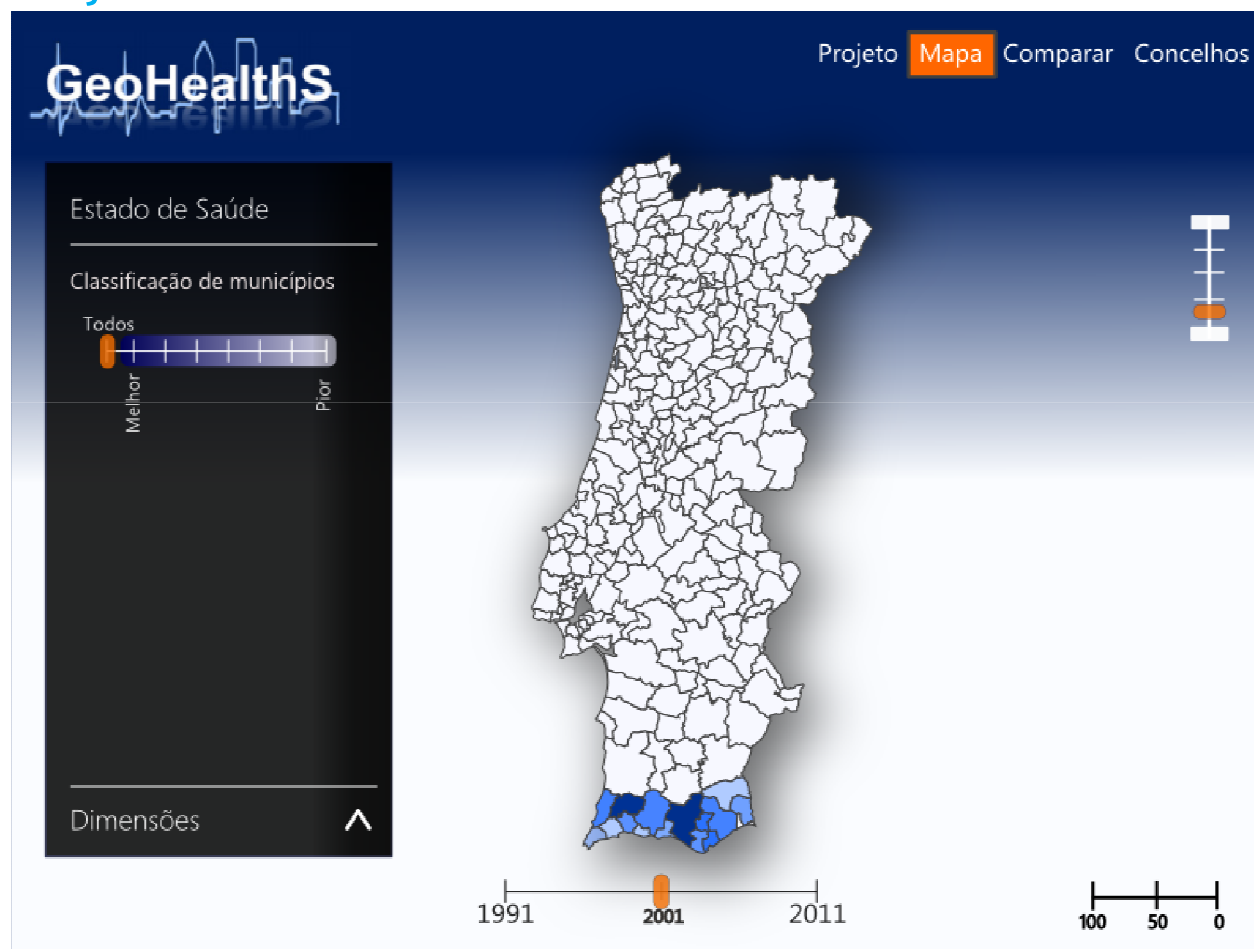 GeoHealthS
Projeto Mapa Comparar Concelhos
Estado de Saúde
Classificação de municípios
Todos
Melhor
Pior
Dimensões
1991
2001
2011
100 50 0